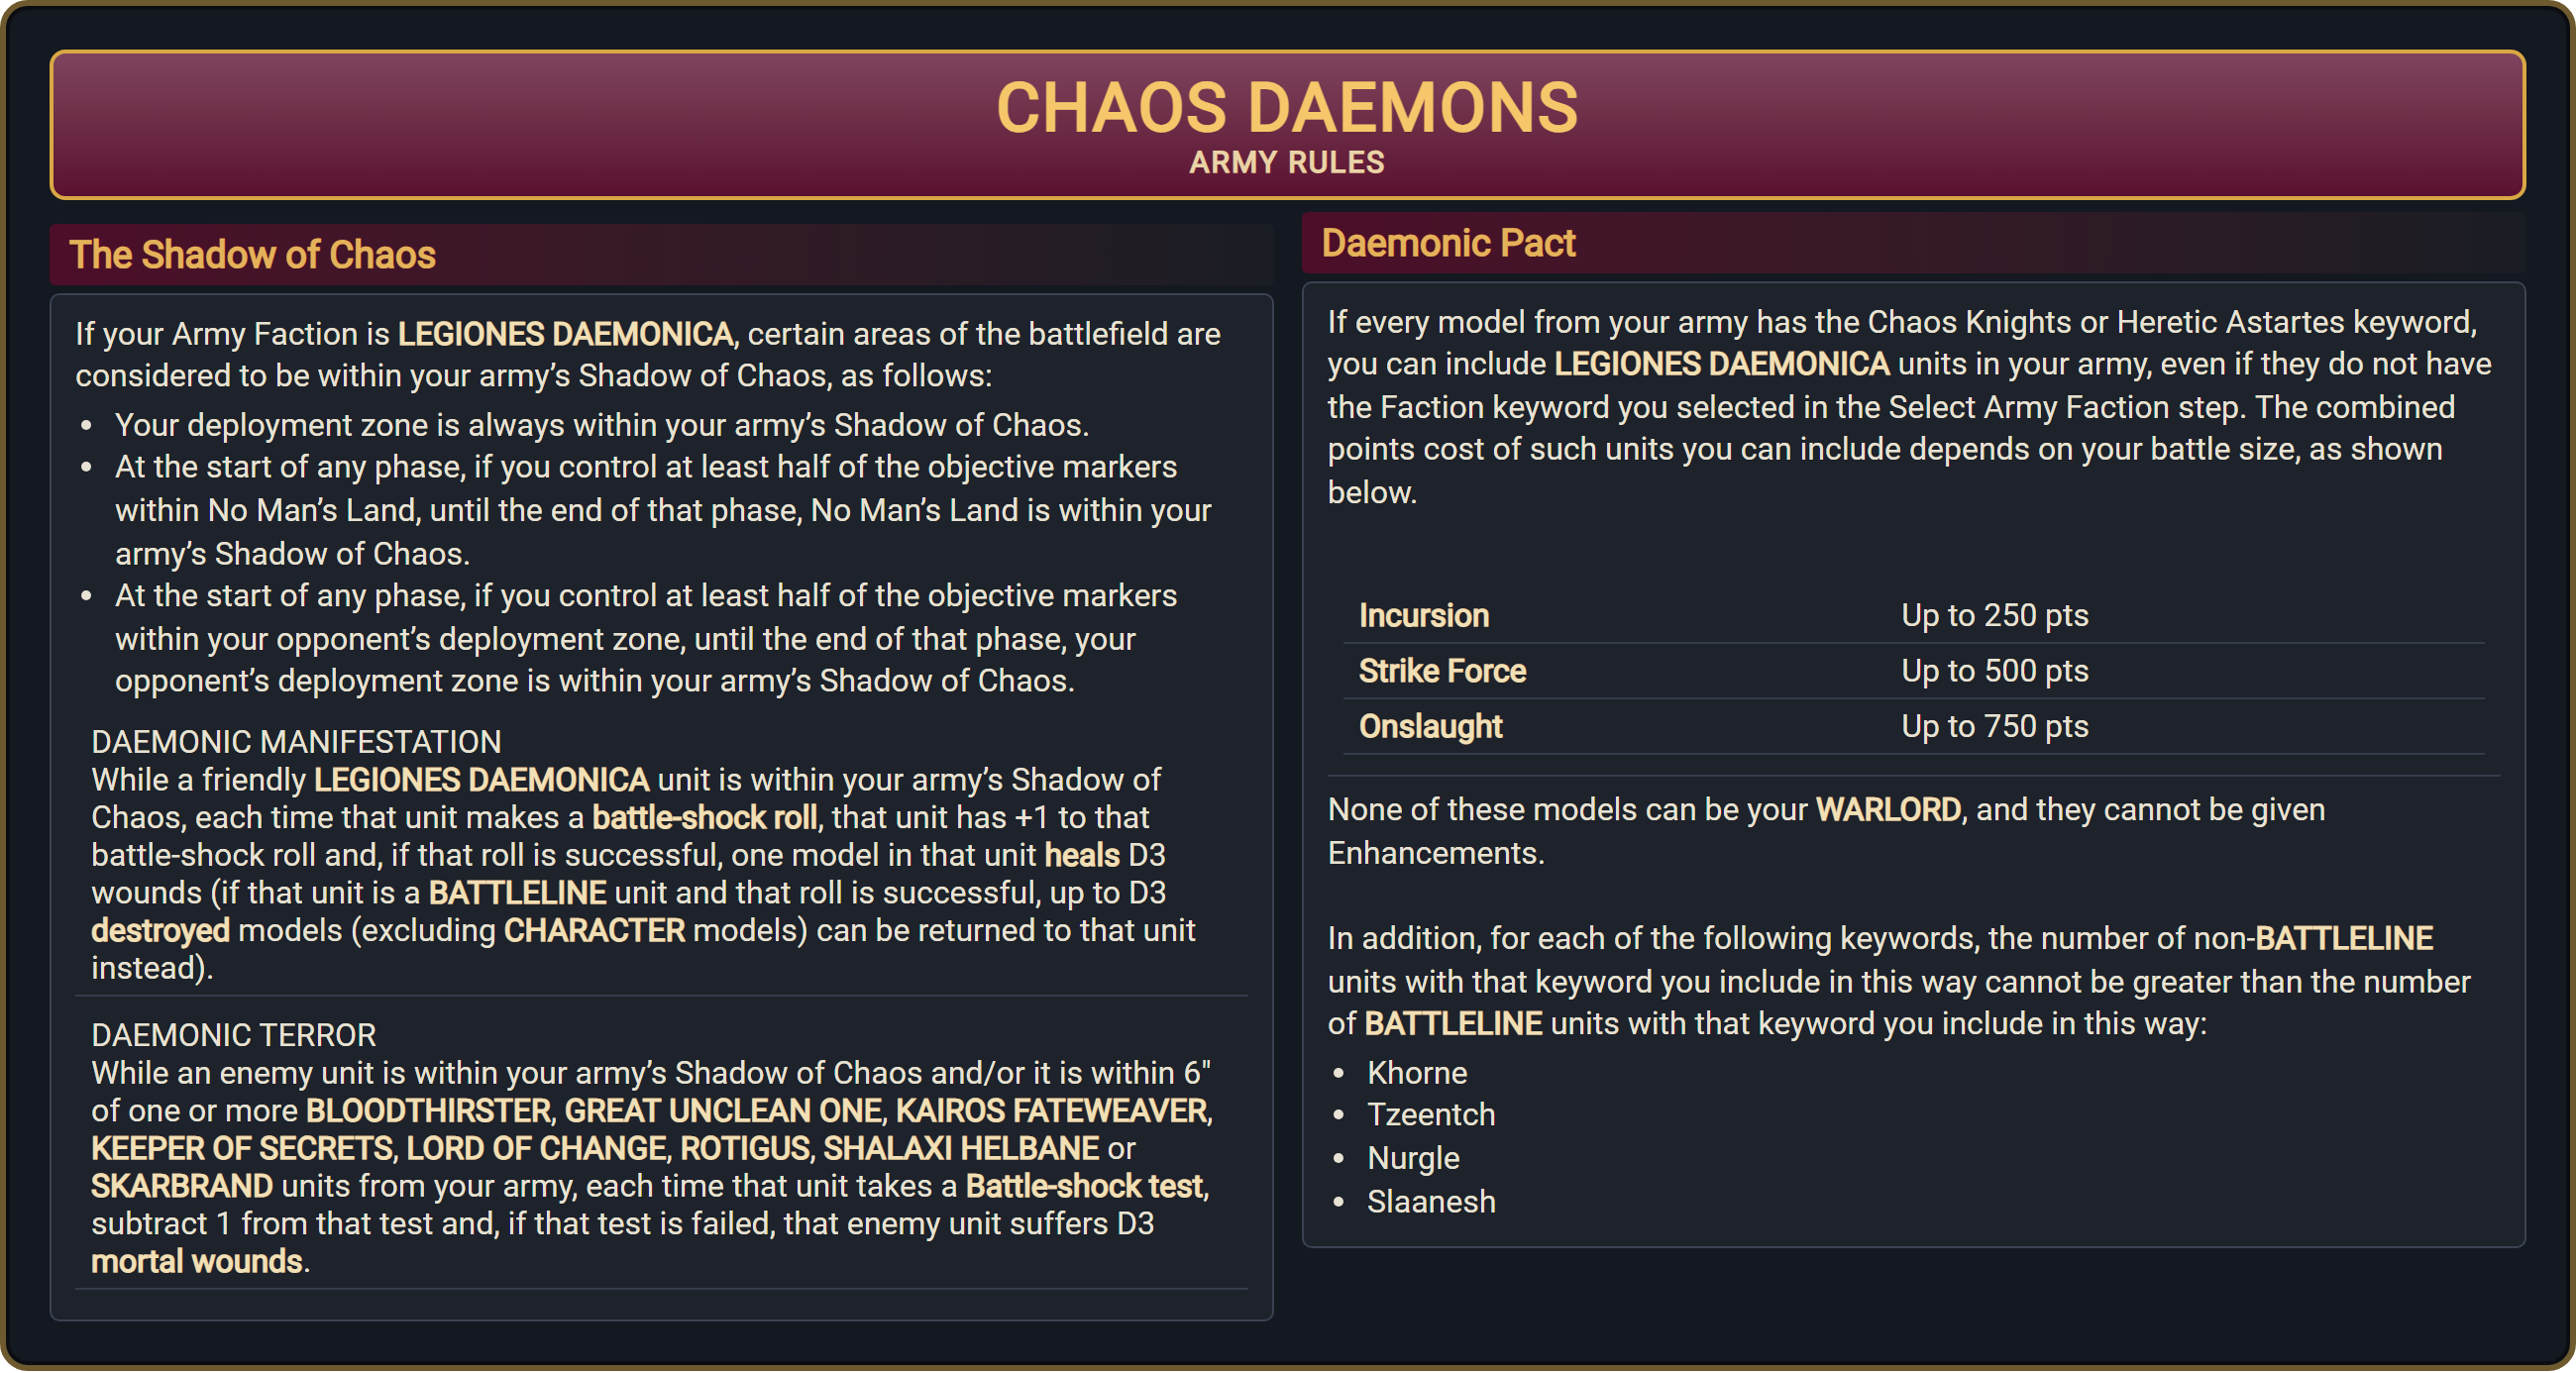 CHAOS DAEMONS
ARMY RULES
The Shadow of Chaos
If your Army Faction is LEGIONES DAEMONICA, certain areas of the battlefield are
considered to be within your army’s Shadow of Chaos, as follows:
• Your deployment zone is always within your army’s Shadow of Chaos.
• At the start of any phase, if you control at least half of the objective markers
within No Man’s Land, until the end of that phase, No Man’s Land is within your
army’s Shadow of Chaos.
• At the start of any phase, if you control at least half of the objective markers
within your opponent’s deployment zone, until the end of that phase, your
opponent’s deployment zone is within your army’s Shadow of Chaos.
DAEMONIC MANIFESTATION
While a friendly LEGIONES DAEMONICA unit is within your army’s Shadow of
Chaos, each time that unit makes a battle-shock roll, that unit has +1 to that
battle-shock roll and, if that roll is successful, one model in that unit heals D3
wounds (if that unit is a BATTLELINE unit and that roll is successful, up to D3
destroyed models (excluding CHARACTER models) can be returned to that unit
instead).
DAEMONIC TERROR
While an enemy unit is within your army’s Shadow of Chaos and/or it is within 6"
of one or more BLOODTHIRSTER, GREAT UNCLEAN ONE, KAIROS FATEWEAVER,
KEEPER OF SECRETS, LORD OF CHANGE, ROTIGUS, SHALAXI HELBANE or
SKARBRAND units from your army, each time that unit takes a Battle-shock test,
subtract 1 from that test and, if that test is failed, that enemy unit suffers D3
mortal wounds.
Daemonic Pact
If every model from your army has the Chaos Knights or Heretic Astartes keyword,
you can include LEGIONES DAEMONICA units in your army, even if they do not have
the Faction keyword you selected in the Select Army Faction step. The combined
points cost of such units you can include depends on your battle size, as shown
below.
Incursion Up to 250 pts
Strike Force Up to 500 pts
Onslaught Up to 750 pts
None of these models can be your WARLORD, and they cannot be given
Enhancements.
In addition, for each of the following keywords, the number of non-BATTLELINE
units with that keyword you include in this way cannot be greater than the number
of BATTLELINE units with that keyword you include in this way:
• Khorne
• Tzeentch
• Nurgle
• Slaanesh